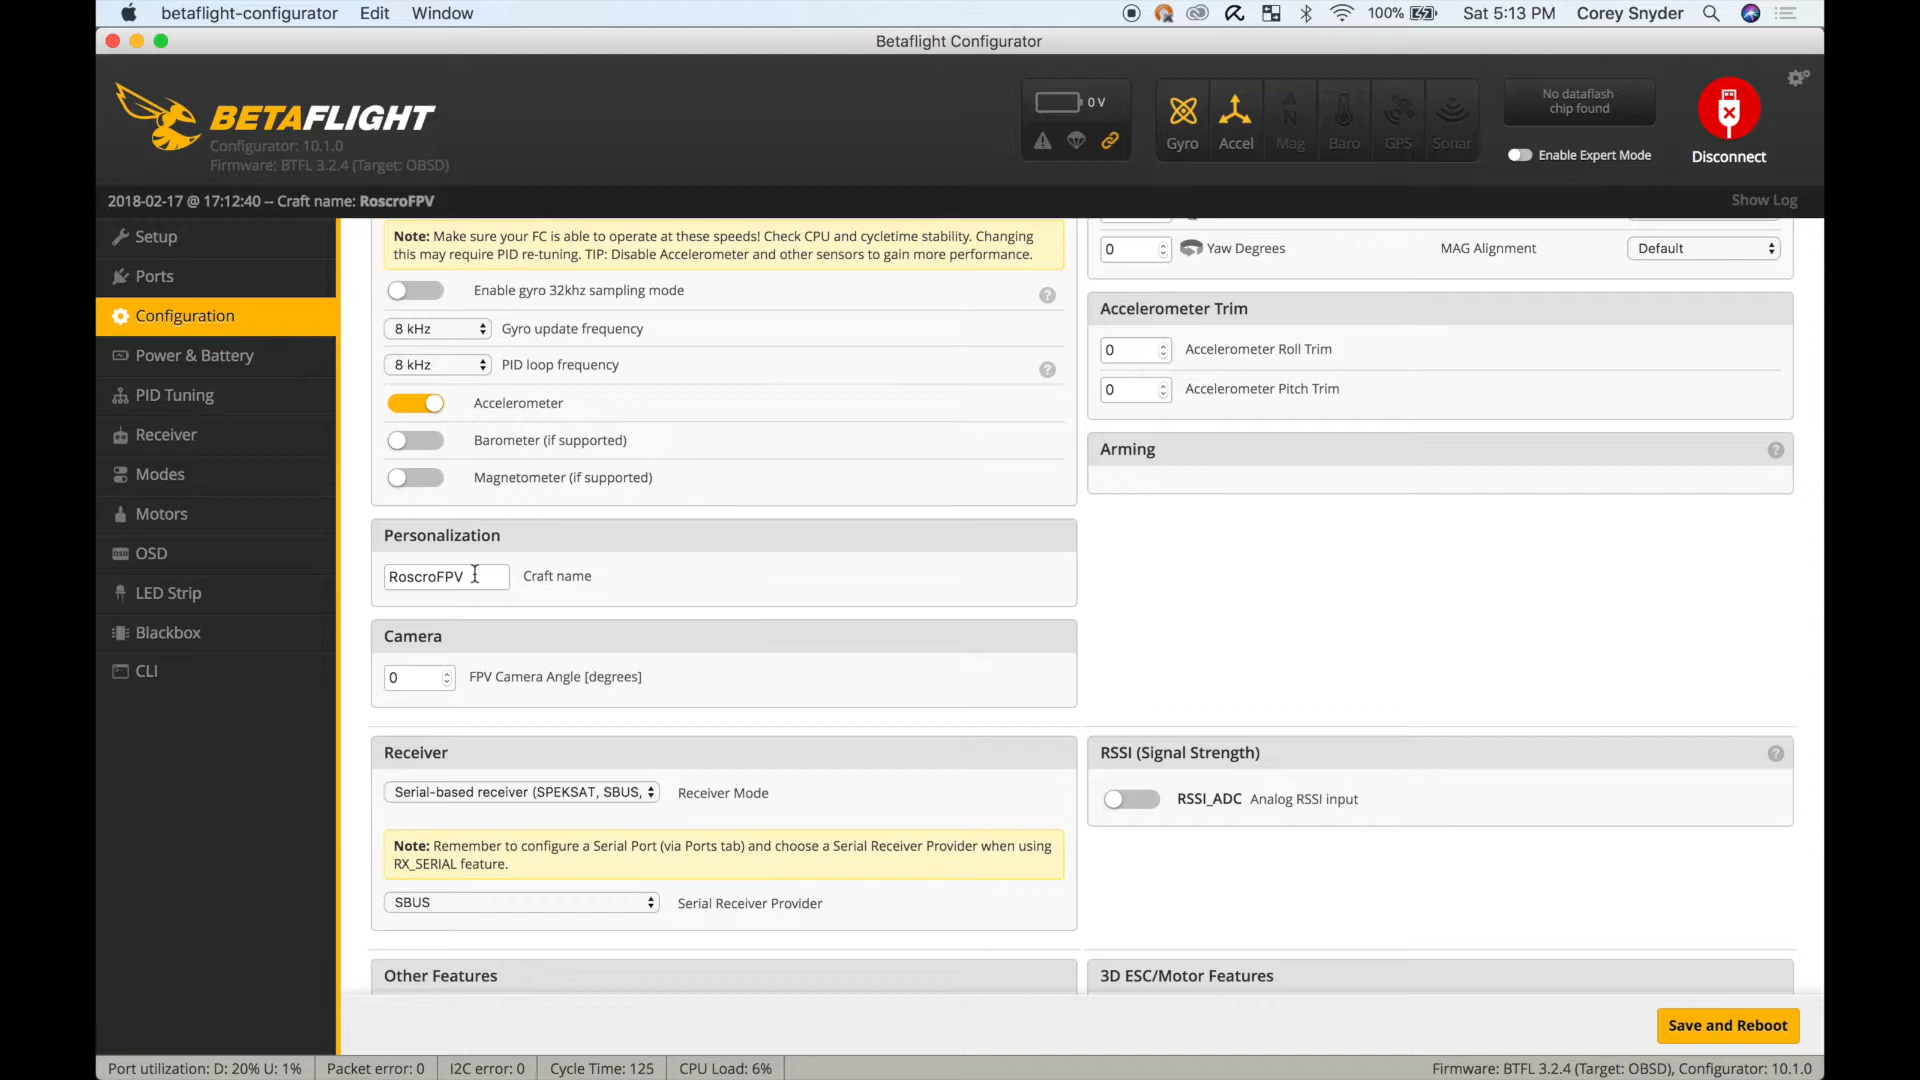 betaflight-configurator Edit Window
100% Sat 5:13 PM Corey Snyder
Betaflight Configurator
BETAFLIGHT
Configurator: 10.1.0
Firmware: BTFL 3.2.4 (Target: OBSD)
0 V
Gyro Accel Mag Baro GPS Sonar
No dataflash
chip found
Enable Expert Mode
Disconnect
2018-02-17 @ 17:12:40 -- Craft name: RoscroFPV
Show Log
Setup
Ports
Configuration
Power & Battery
PID Tuning
Receiver
Modes
Motors
OSD OSD
LED Strip
Blackbox
CLI
Note: Make sure your FC is able to operate at these speeds! Check CPU and cycletime stability. Changing
this may require PID re-tuning. TIP: Disable Accelerometer and other sensors to gain more performance.
Enable gyro 32khz sampling mode ?
8 kHz Gyro update frequency
8 kHz PID loop frequency ?
Accelerometer
Barometer (if supported)
Magnetometer (if supported)
Personalization
RoscroFPV Craft name
Camera
0 FPV Camera Angle [degrees]
Receiver
Serial-based receiver (SPEKSAT, SBUS, Receiver Mode
Note: Remember to configure a Serial Port (via Ports tab) and choose a Serial Receiver Provider when using
RX_SERIAL feature.
SBUS Serial Receiver Provider
Other Features
0 Yaw Degrees MAG Alignment Default
Accelerometer Trim
0 Accelerometer Roll Trim
0 Accelerometer Pitch Trim
Arming ?
RSSI (Signal Strength) ?
RSSI_ADC Analog RSSI input
3D ESC/Motor Features
Save and Reboot
Port utilization: D: 20% U: 1% Packet error: 0 I2C error: 0 Cycle Time: 125 CPU Load: 6%
Firmware: BTFL 3.2.4 (Target: OBSD), Configurator: 10.1.0